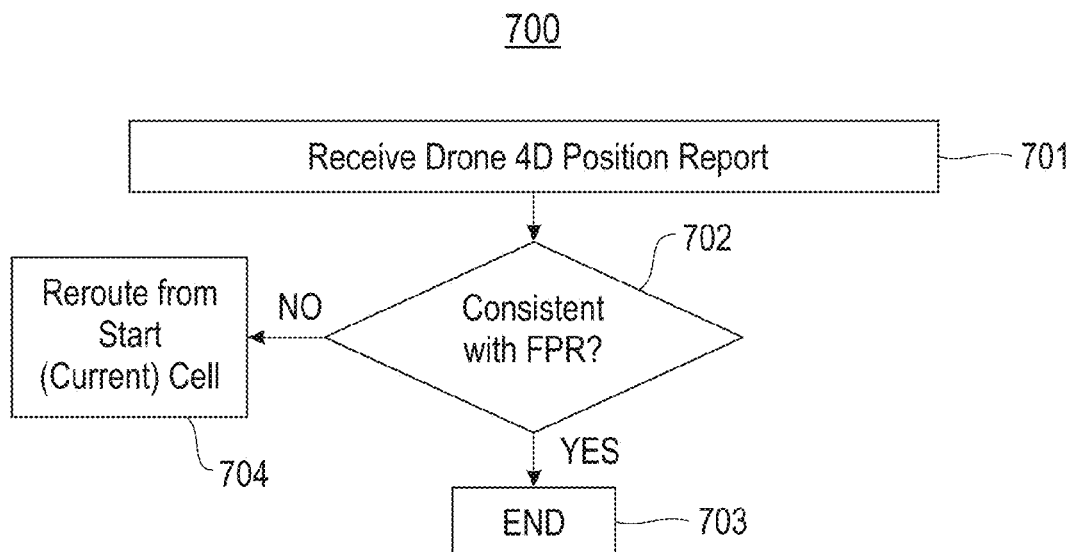 700
Receive Drone 4D Position Report
701
702
Consistent
with FPR?
NO
Reroute from
Start
(Current) Cell
704
YES
END
703